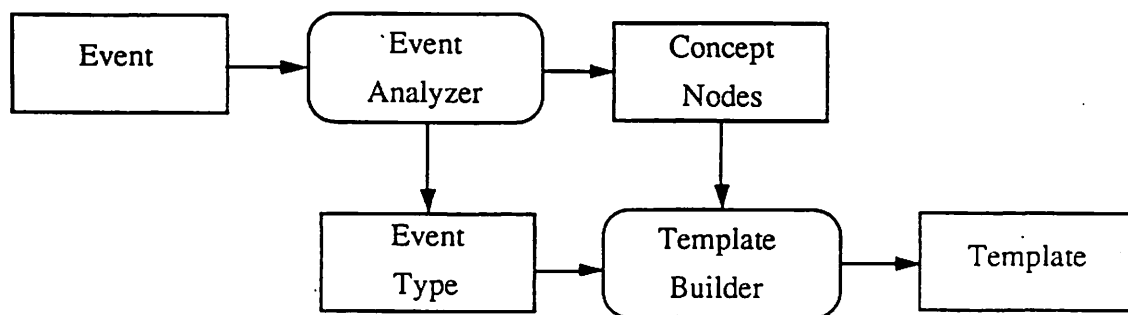 Event
Event
Analyzer
Concept
Nodes
Event
Type
Template
Builder
Template